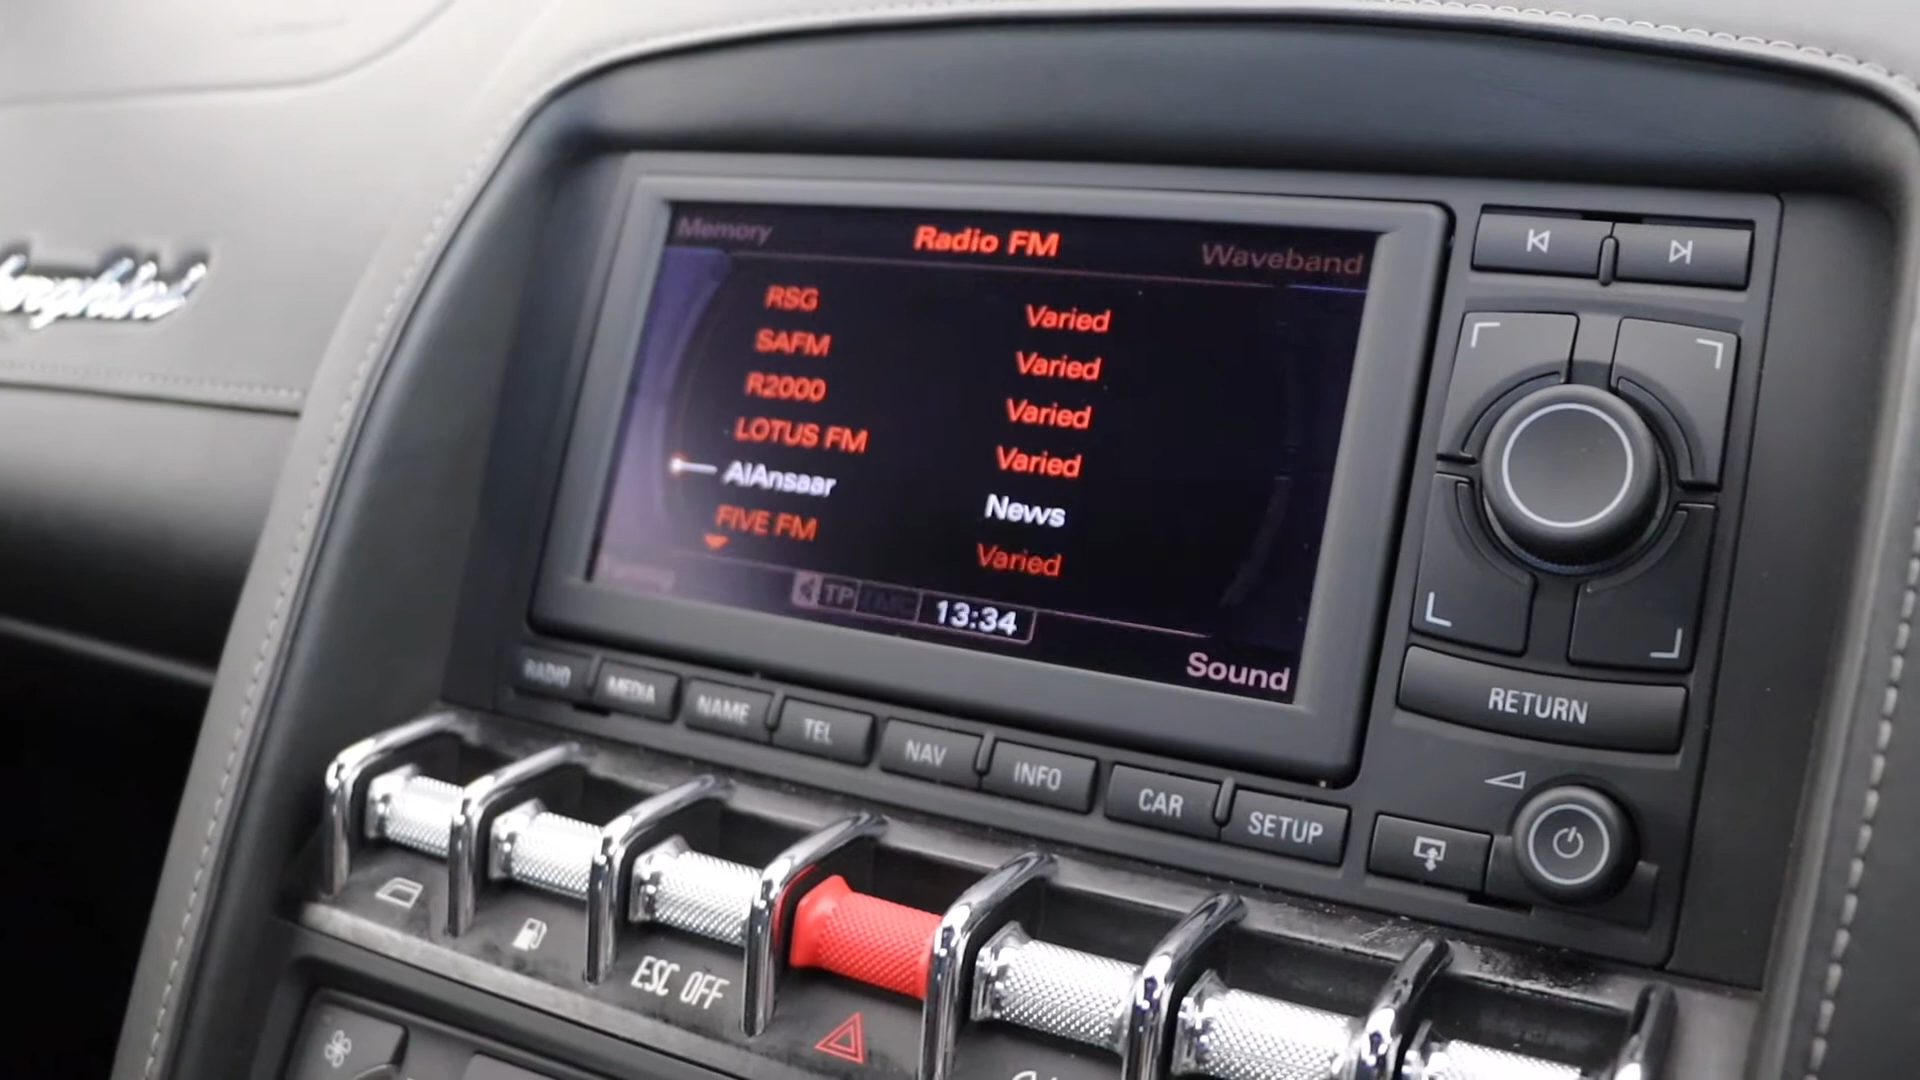 Memory
Radio FM
Waveband
RSG Varied
SAFM Varied
R2000 Varied
LOTUS FM Varied
AlAnsaar News
FIVE FM Varied
TP TMC 13:34
Sound
RADIO MEDIA NAME TEL NAV INFO CAR SETUP
RETURN
ESC OFF